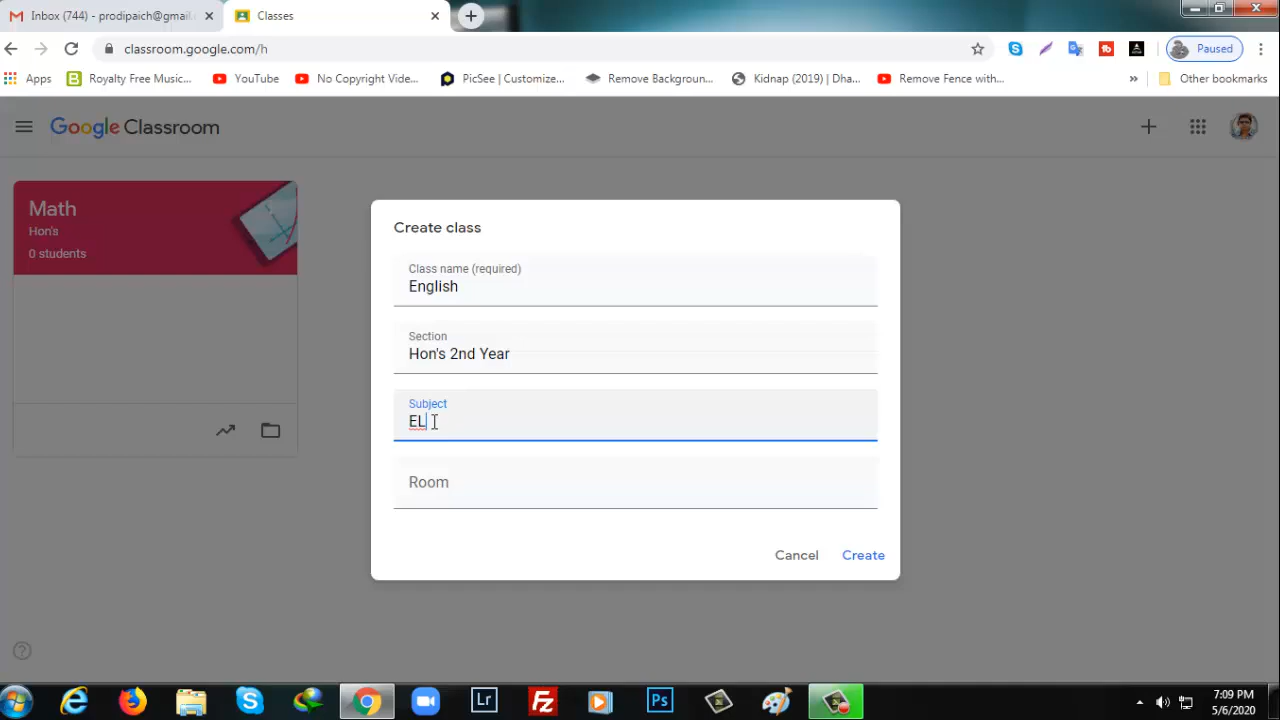 Inbox (744) - prodipaich@gmail.
Classes
classroom.google.com/h
Paused
Apps
Royalty Free Music...
YouTube
No Copyright Vide...
PicSee | Customize...
Remove Backgroun...
Kidnap (2019) | Dha...
Remove Fence with...
»
Other bookmarks
Google Classroom
Math
Hon's
0 students
Create class
Class name (required)
English
Section
Hon's 2nd Year
Subject
EL
Room
Cancel
Create
Lr
Ps
7:09 PM
5/6/2020